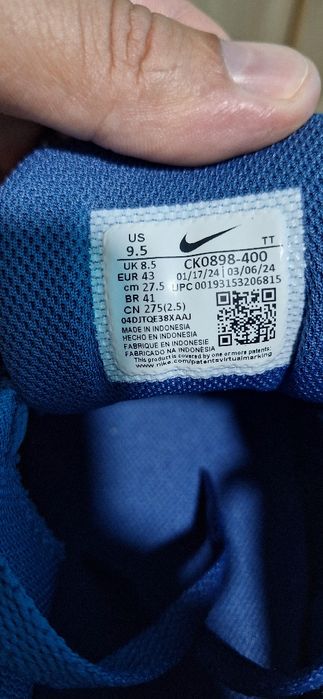 US
9.5
TT
UK 8.5
EUR 43
cm 27.5
BR 41
CN 275(2.5)
CK0898-400
01/17/24 | 03/06/24
UPC 00193153206815
04DJTQE38XAAJ
MADE IN INDONESIA
HECHO EN INDONESIA
FABRIQUE EN INDONESIE
FABRICADO NA INDONÉSIA
This product is covered by one or more patents:
www.nike.com/patentsvirtualmarking